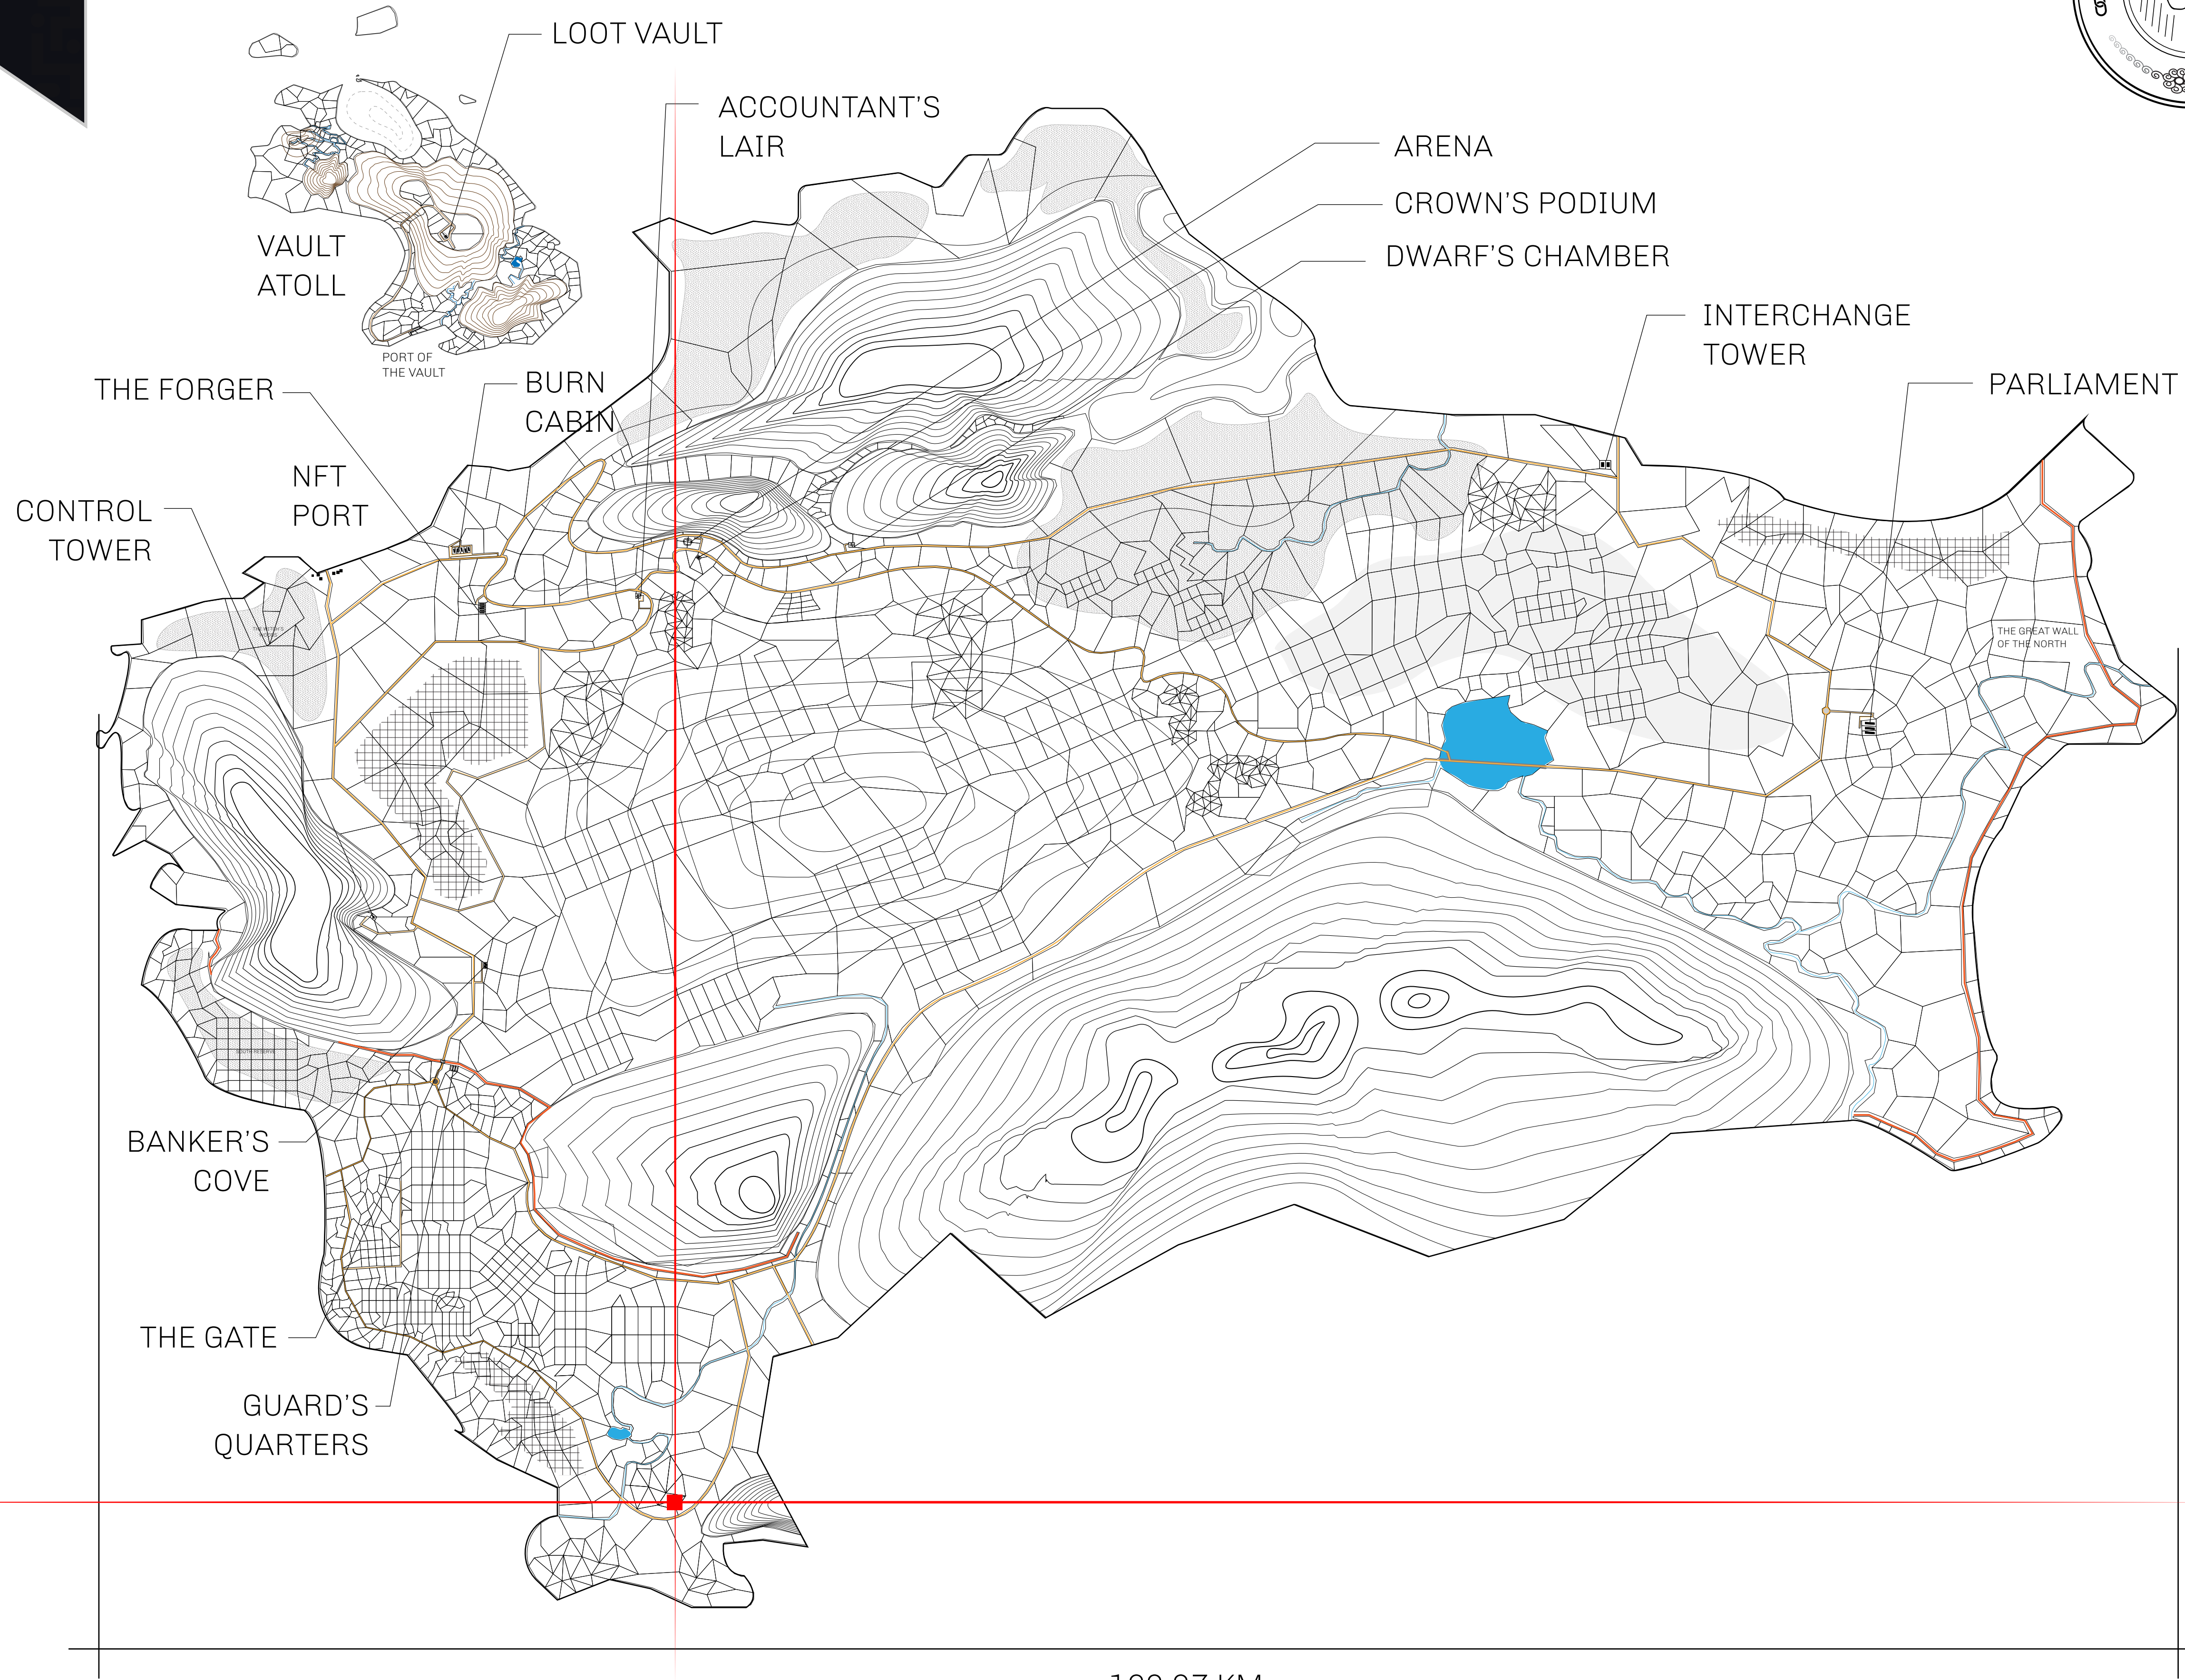 LOOT VAULT
ACCOUNTANT'S
LAIR
ARENA
CROWN'S PODIUM
DWARF'S CHAMBER
VAULT
ATOLL
INTERCHANGE
TOWER
PORT OF
THE VAULT
THE FORGER
BURN
CABIN
PARLIAMENT
NFT
PORT
CONTROL
TOWER
THE GREAT WALL
OF THE NORTH
SOUTH RESERVE
BANKER'S
COVE
THE GATE
GUARD'S
QUARTERS